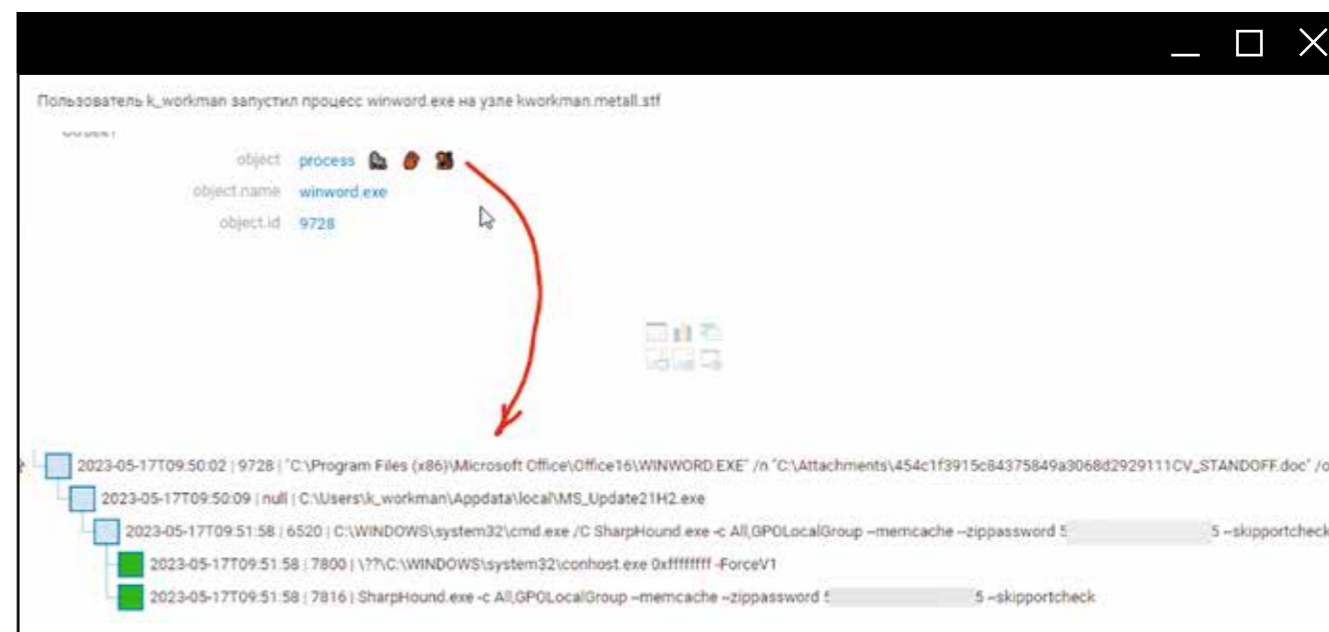 Пользователь k_workman запустил процесс winword.exe на узле kworkman.metall.stf
object process
object.name winword.exe
object.id 9728
2023-05-17T09:50:02 | 9728 | "C:\Program Files (x86)\Microsoft Office\Office16\WINWORD.EXE" /n "C:\Attachments\454c1f3915c84375849a3068d2929111CV_STANDOFF.doc" /o
2023-05-17T09:50:09 | null | C:\Users\k_workman\Appdata\local\MS_Update21H2.exe
2023-05-17T09:51:58 | 6520 | C:\WINDOWS\system32\cmd.exe /C SharpHound.exe -c All,GPOLocalGroup --memcache --zippassword 5 5 --skipportcheck
2023-05-17T09:51:58 | 7800 | \??\C:\WINDOWS\system32\conhost.exe 0xffffffff -ForceV1
2023-05-17T09:51:58 | 7816 | SharpHound.exe -c All,GPOLocalGroup --memcache --zippassword 5 --skipportcheck